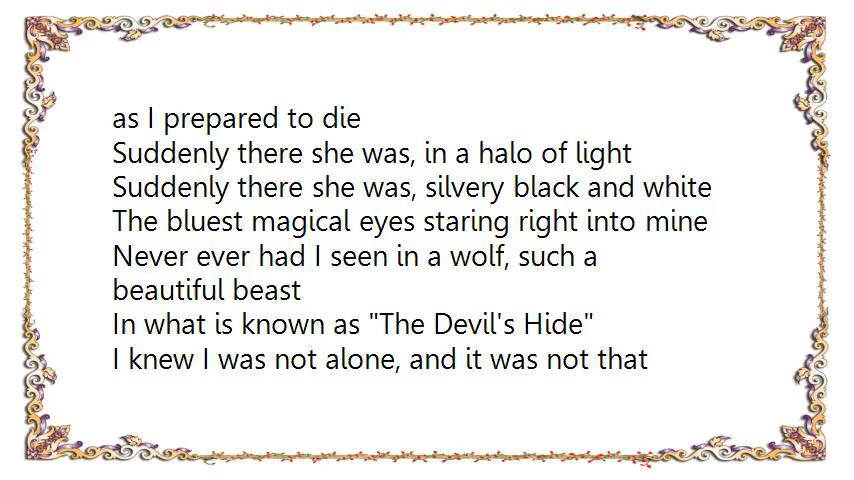 as I prepared to die
Suddenly there she was, in a halo of light
Suddenly there she was, silvery black and white
The bluest magical eyes staring right into mine
Never ever had I seen in a wolf, such a
beautiful beast
In what is known as "The Devil's Hide"
I knew I was not alone, and it was not that